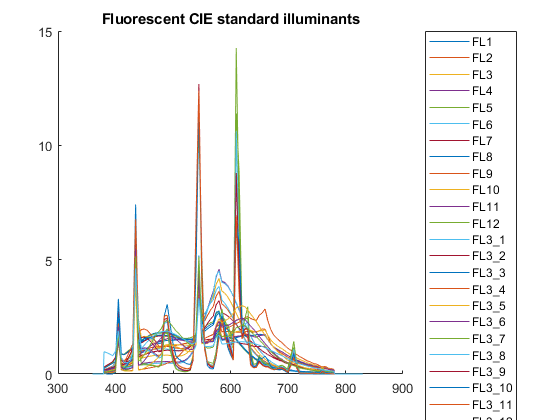 Fluorescent CIE standard illuminants
15
10
5
0
300 400 500 600 700 800 900
FL1
FL2
FL3
FL4
FL5
FL6
FL7
FL8
FL9
FL10
FL11
FL12
FL3_1
FL3_2
FL3_3
FL3_4
FL3_5
FL3_6
FL3_7
FL3_8
FL3_9
FL3_10
FL3_11